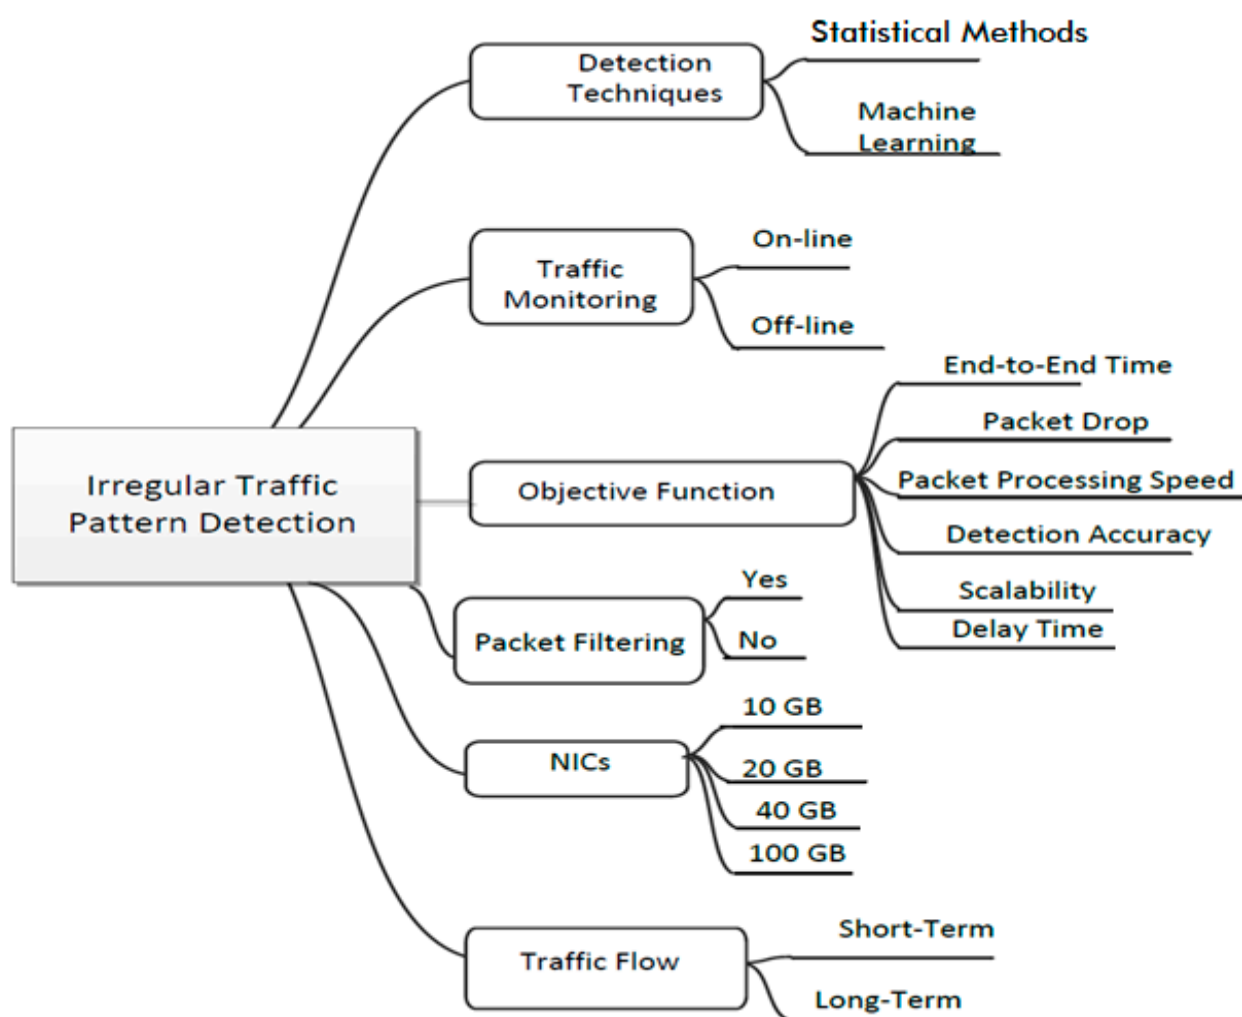 Statistical Methods
Detection
Techniques
Machine
Learning
On-line
Traffic
Monitoring
Off-line
End-to-End Time
Packet Drop
Irregular Traffic
Pattern Detection
Objective Function
Packet Processing Speed
Detection Accuracy
Scalability
Delay Time
Yes
Packet Filtering
No
10 GB
NICs
20 GB
40 GB
100 GB
Short-Term
Traffic Flow
Long-Term